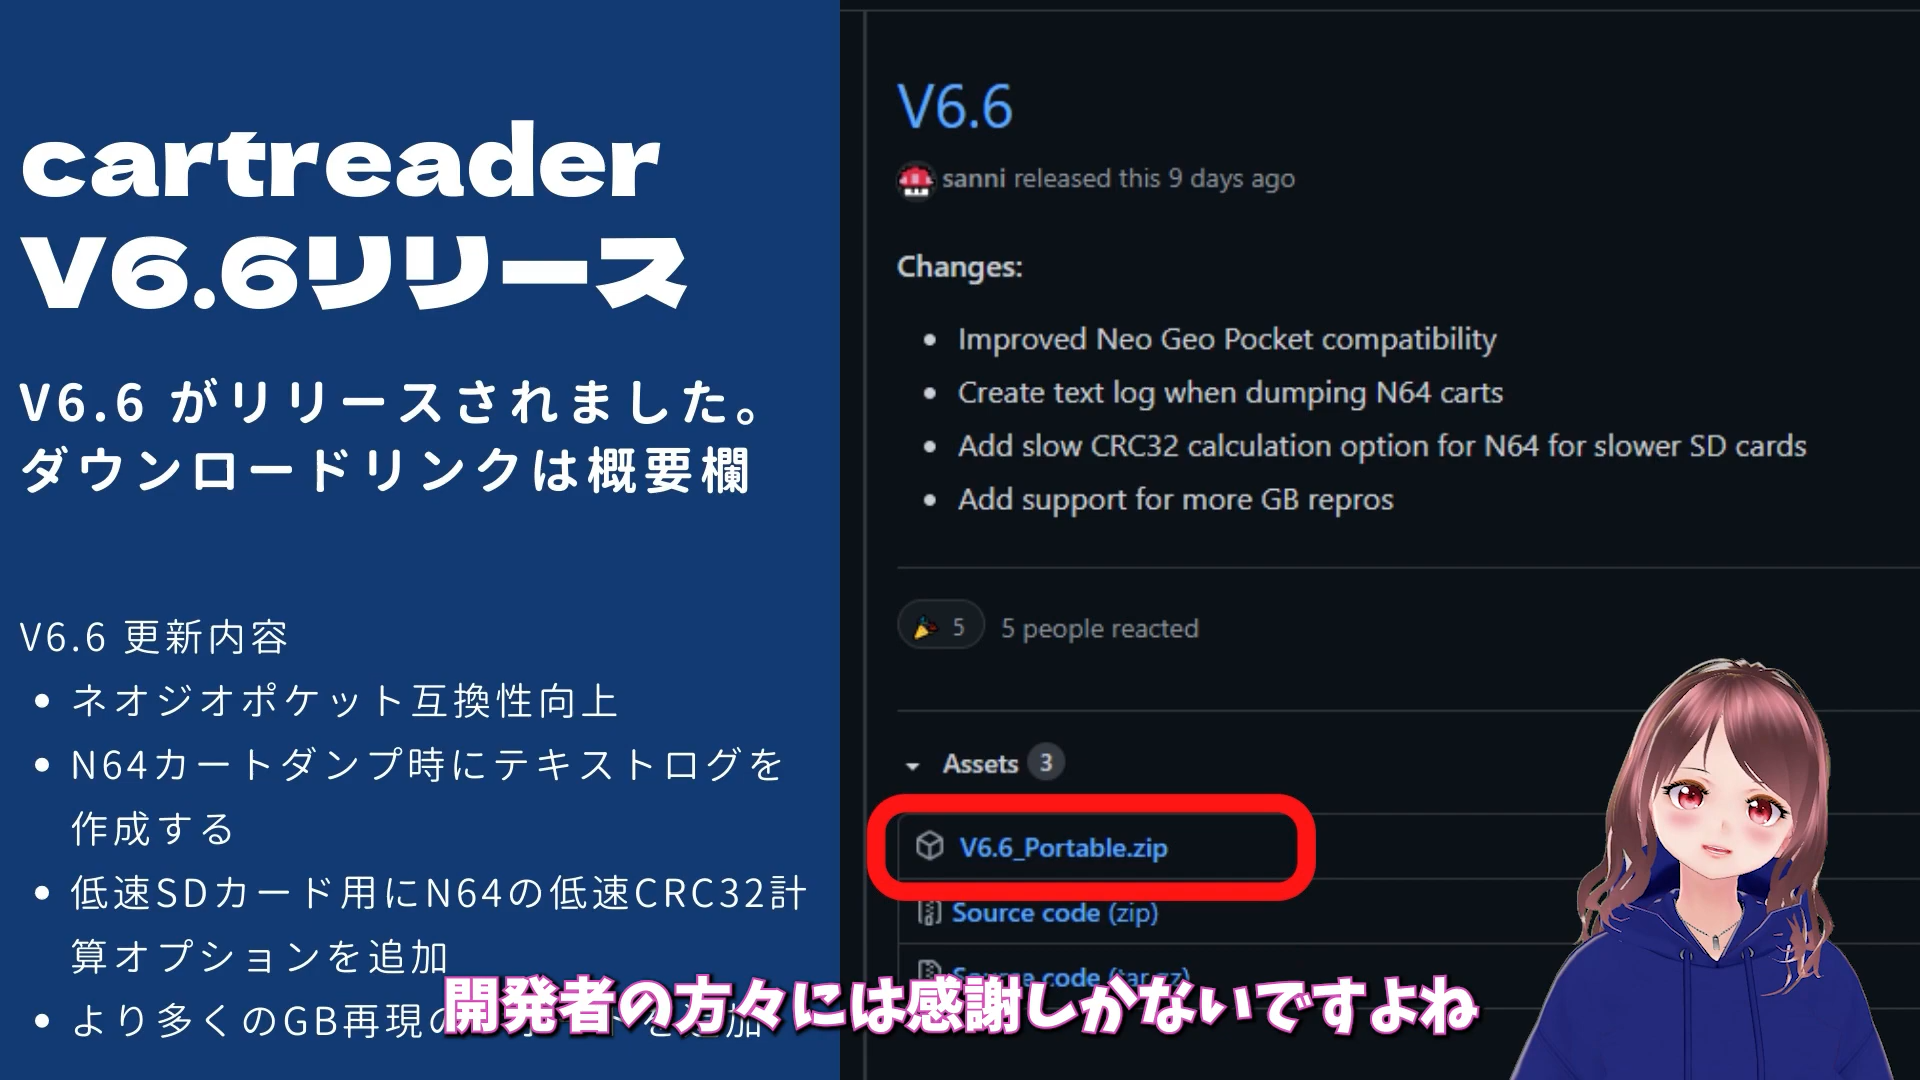 cartreader
V6.6リリース
V6.6 がリリースされました。
ダウンロードリンクは概要欄
V6.6 更新内容
• ネオジオポケット互換性向上
• N64カートダンプ時にテキストログを
作成する
• 低速SDカード用にN64の低速CRC32計
算オプションを追加
• より多くのGB再現 を 加
V6.6
sanni released this 9 days ago
Changes:
• Improved Neo Geo Pocket compatibility
• Create text log when dumping N64 carts
• Add slow CRC32 calculation option for N64 for slower SD cards
• Add support for more GB repros
5 5 people reacted
Assets 3
V6.6_Portable.zip
Source code (zip)
Source code (tar.gz)
開発者の方々には感謝しかないですよね